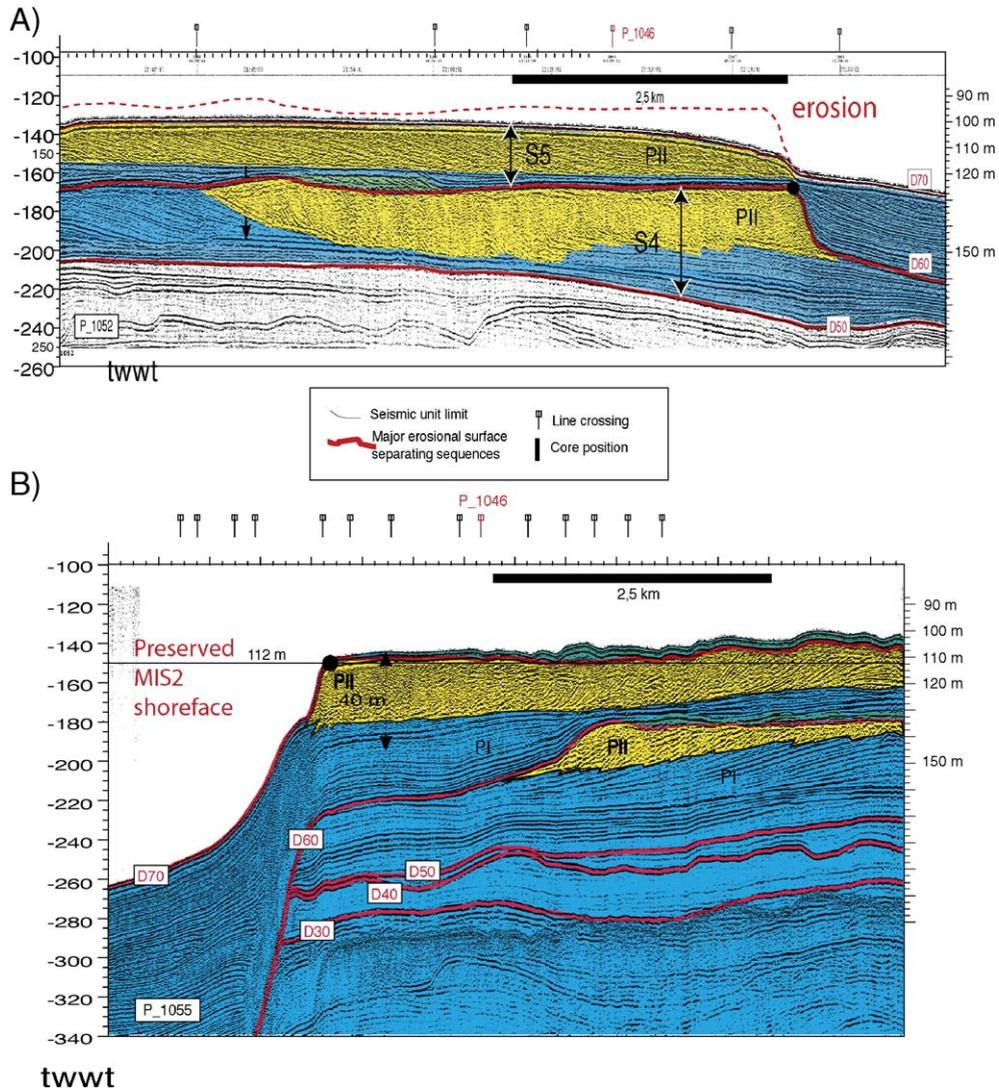 A)
P_1046
-100
2,5 km
90 m
-120
erosion
100 m
-140
110 m
150
S5
PII
120 m
-160
D70
-180
PII
S4
150 m
-200
D60
-220
-240
P_1052
D50
250
1052
-260
twwt
Seismic unit limit
Line crossing
Major erosional surface
separating sequences
Core position
B)
P_1046
-100
2,5 km
-120
90 m
100 m
-140
Preserved
112 m
110 m
MIS2
-160
PII
120 m
shoreface
40 m
-180
PI
PII
150 m
-200
PI
-220
-240
D60
-260
D70
D50
D40
-280
D30
-300
-320
P_1055
-340
twwt